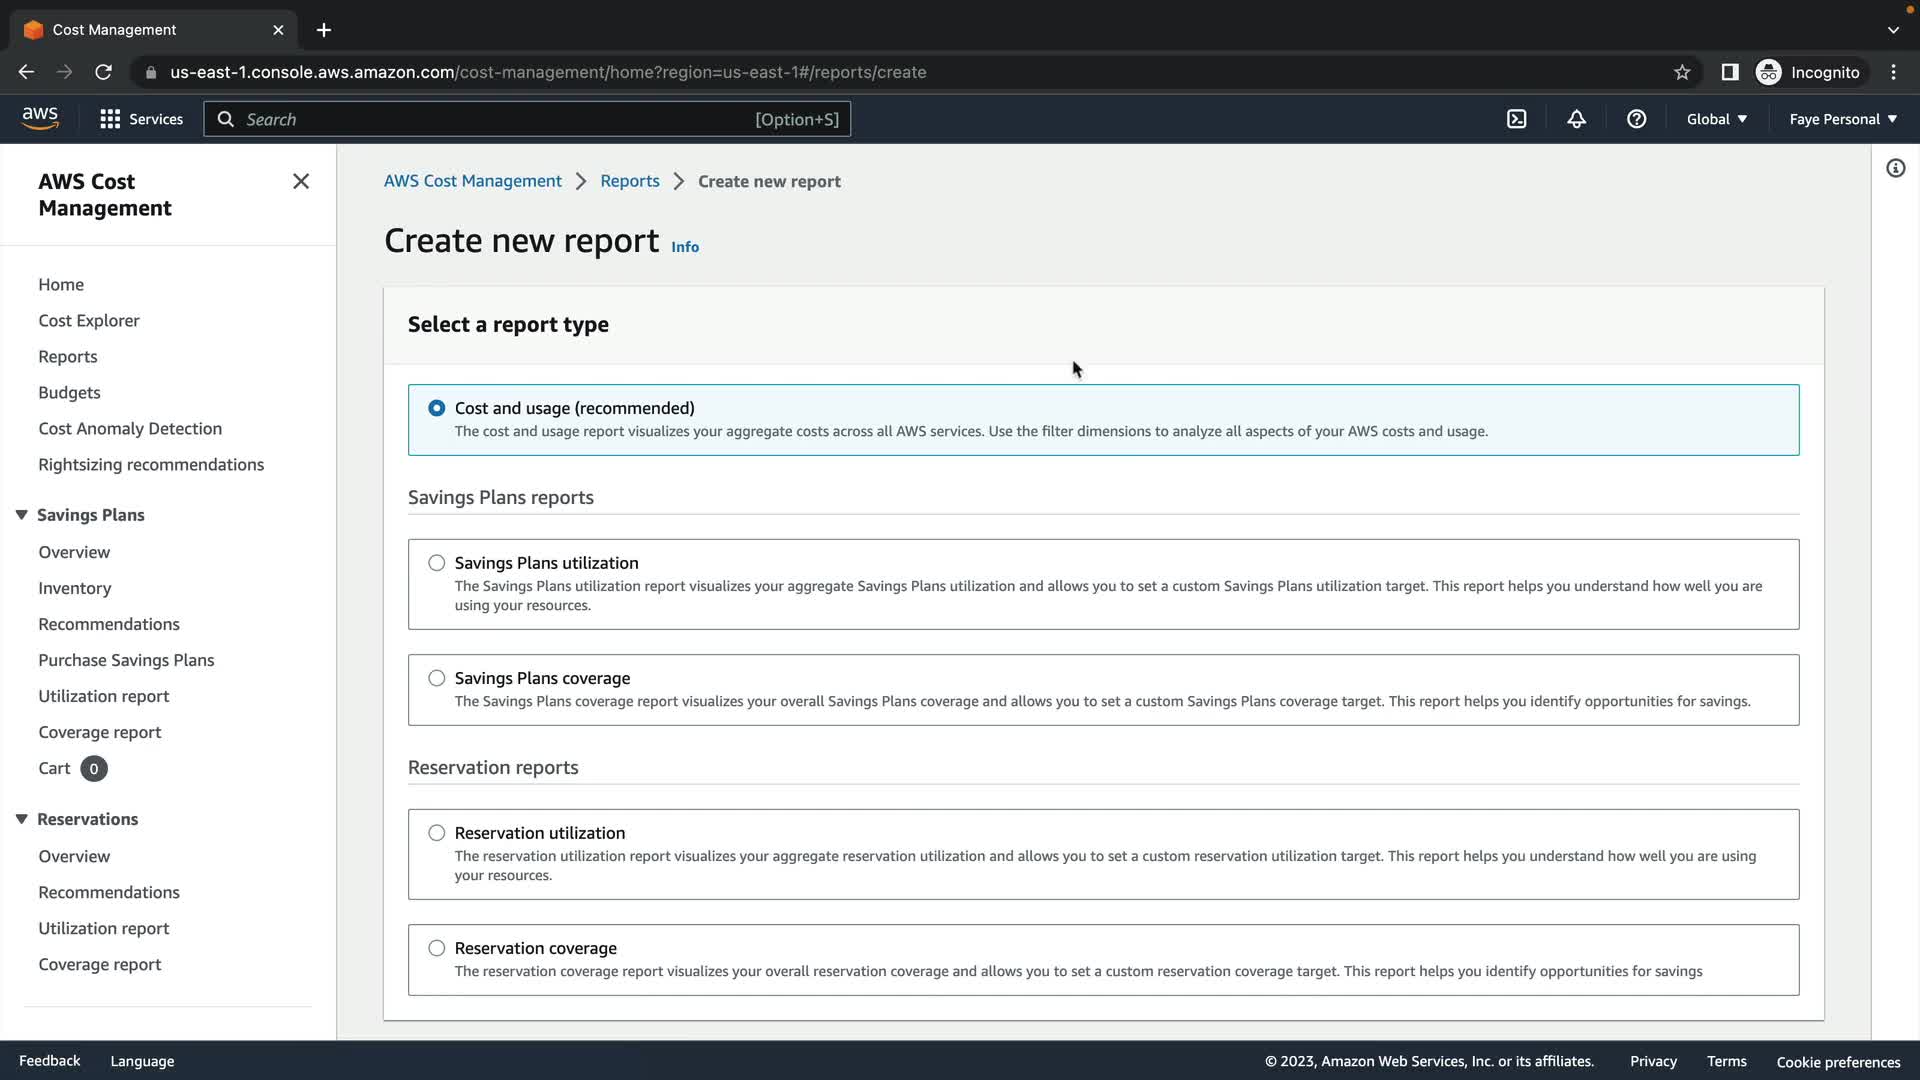 Cost Management
us-east-1.console.aws.amazon.com/cost-management/home?region=us-east-1#/reports/create
Incognito
aws
Services
Search
[Option+S]
Global
Faye Personal
AWS Cost
Management
Home
Cost Explorer
Reports
Budgets
Cost Anomaly Detection
Rightsizing recommendations
Savings Plans
Overview
Inventory
Recommendations
Purchase Savings Plans
Utilization report
Coverage report
Cart 0
Reservations
Overview
Recommendations
Utilization report
Coverage report
AWS Cost Management > Reports > Create new report
Create new report Info
Select a report type
Cost and usage (recommended)
The cost and usage report visualizes your aggregate costs across all AWS services. Use the filter dimensions to analyze all aspects of your AWS costs and usage.
Savings Plans reports
Savings Plans utilization
The Savings Plans utilization report visualizes your aggregate Savings Plans utilization and allows you to set a custom Savings Plans utilization target. This report helps you understand how well you are
using your resources.
Savings Plans coverage
The Savings Plans coverage report visualizes your overall Savings Plans coverage and allows you to set a custom Savings Plans coverage target. This report helps you identify opportunities for savings.
Reservation reports
Reservation utilization
The reservation utilization report visualizes your aggregate reservation utilization and allows you to set a custom reservation utilization target. This report helps you understand how well you are using
your resources.
Reservation coverage
The reservation coverage report visualizes your overall reservation coverage and allows you to set a custom reservation coverage target. This report helps you identify opportunities for savings
Feedback
Language
© 2023, Amazon Web Services, Inc. or its affiliates.
Privacy
Terms
Cookie preferences